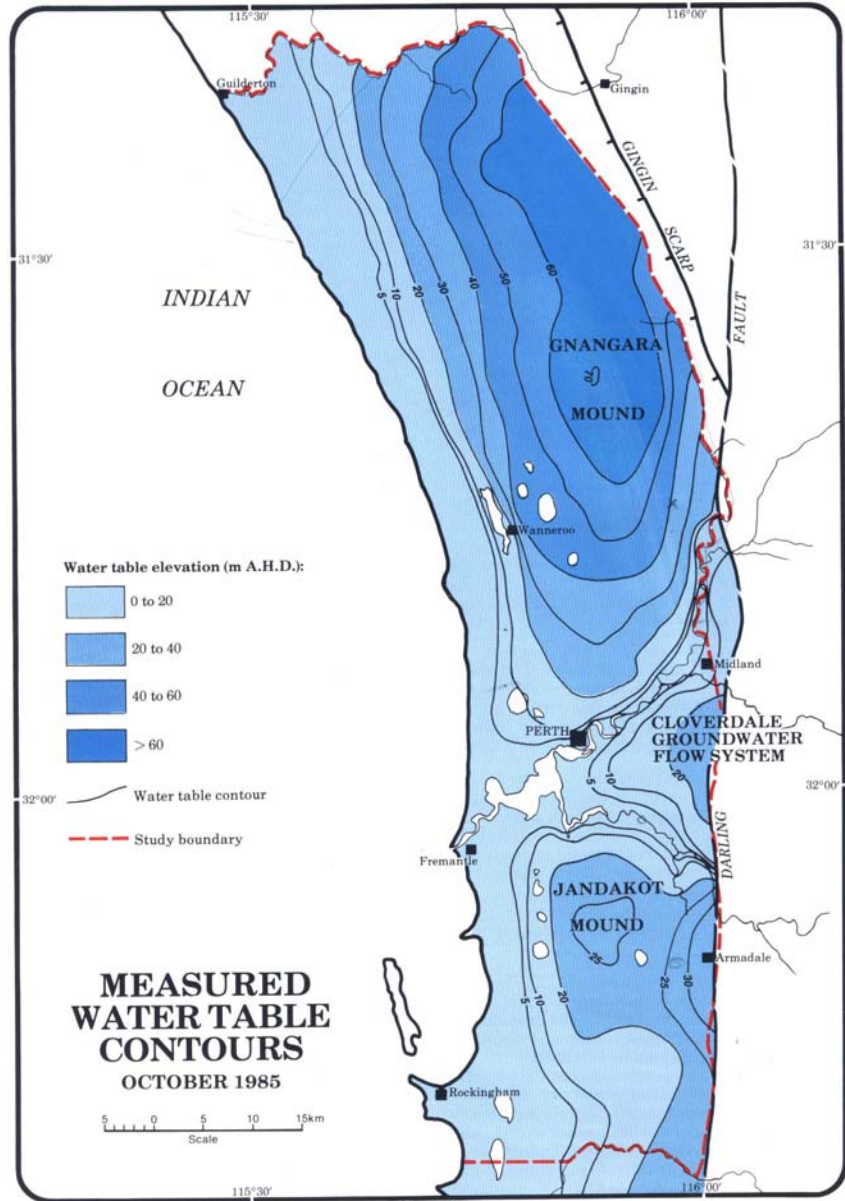 115°30'
116°00'
Guilderton
Gingin
GINGIN
SCARP
31°30'
31°30'
INDIAN
OCEAN
FAULT
5
10
20
30
40
50
60
GNANGARA
70
MOUND
Wanneroo
Water table elevation (m A.H.D.):
0 to 20
20 to 40
40 to 60
> 60
Water table contour
Study boundary
Midland
PERTH
CLOVERDALE
GROUNDWATER
FLOW SYSTEM
5
10
20
32°00'
32°00'
DARLING
Fremantle
JANDAKOT
MOUND
25
Armadale
5
10
20
25
30
MEASURED
WATER TABLE
CONTOURS
OCTOBER 1985
Rockingham
5 0 5 10 15km
Scale
115°30'
116°00'